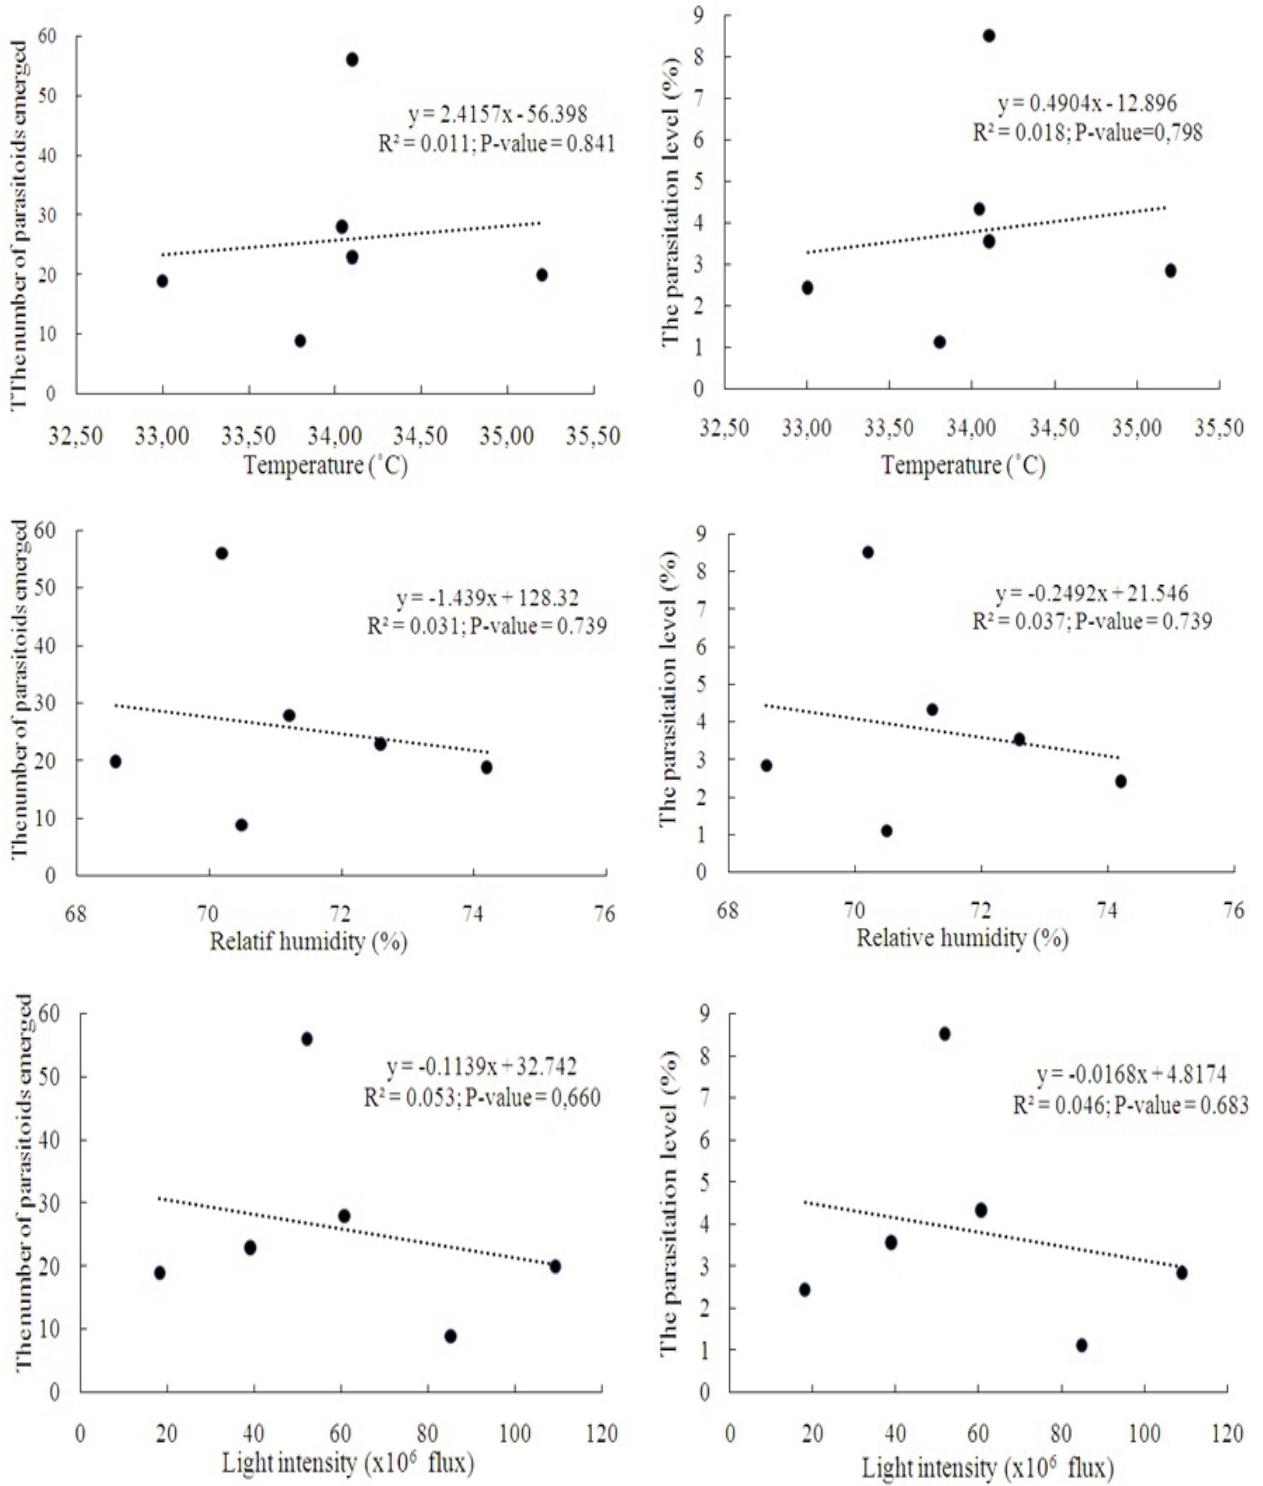 TThe number of parasitoids emerged
60
50
40
30
20
10
0
y = 2.4157x - 56.398
R² = 0.011; P-value = 0.841
32,50 33,00 33,50 34,00 34,50 35,00 35,50
Temperature (˚C)
The parasitation level (%)
9
8
7
6
5
4
3
2
1
0
y = 0.4904x - 12.896
R² = 0.018; P-value=0,798
32,50 33,00 33,50 34,00 34,50 35,00 35,50
Temperature (˚C)
The number of parasitoids emerged
60
50
40
30
20
10
0
y = -1.439x + 128.32
R² = 0.031; P-value = 0.739
68 70 72 74 76
Relatif humidity (%)
The parasitation level (%)
9
8
7
6
5
4
3
2
1
0
y = -0.2492x + 21.546
R² = 0.037; P-value = 0.739
68 70 72 74 76
Relative humidity (%)
The number of parasitoids emerged
60
50
40
30
20
10
0
y = -0.1139x + 32.742
R² = 0.053; P-value = 0,660
0 20 40 60 80 100 120
Light intensity (x10⁶ flux)
The parasitation level (%)
9
8
7
6
5
4
3
2
1
0
y = -0.0168x + 4.8174
R² = 0.046; P-value = 0.683
0 20 40 60 80 100 120
Light intensity (x10⁶ flux)